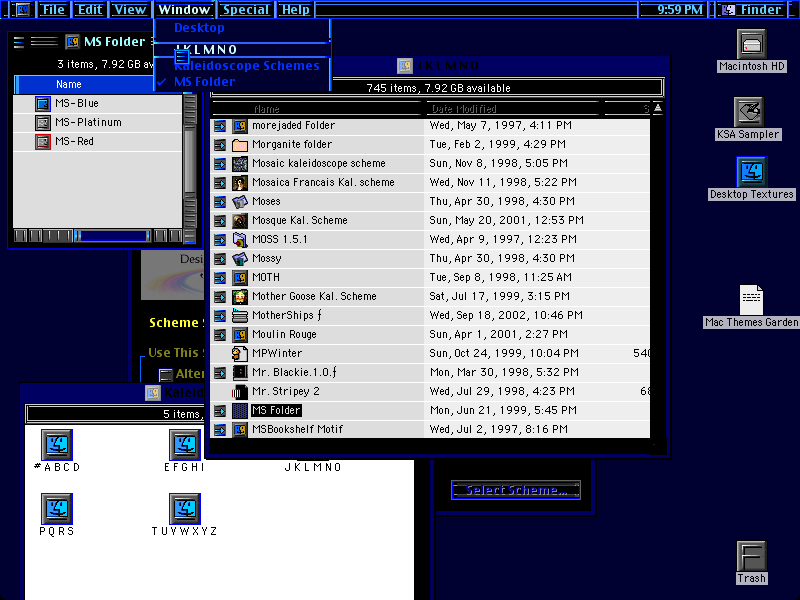 File Edit View Window Special Help 9:59 PM Finder
Desktop
JKLMNO
Kaleidoscope Schemes
✓ MS Folder
MS Folder
3 items, 7.92 GB av
Name
MS-Blue
MS-Platinum
MS-Red
JKLMNO
745 items, 7.92 GB available
Name Date Modified S
morejaded Folder Wed, May 7, 1997, 4:11 PM
Morganite folder Tue, Feb 2, 1999, 4:29 PM
Mosaic kaleidoscope scheme Sun, Nov 8, 1998, 5:05 PM
Mosaica Francais Kal. scheme Wed, Nov 11, 1998, 5:22 PM
Moses Thu, Apr 30, 1998, 4:30 PM
Mosque Kal. Scheme Sun, May 20, 2001, 12:53 PM
MOSS 1.5.1 Wed, Apr 9, 1997, 12:23 PM
Mossy Thu, Apr 30, 1998, 4:30 PM
MOTH Tue, Sep 8, 1998, 11:25 AM
Mother Goose Kal. Scheme Sat, Jul 17, 1999, 3:15 PM
MotherShips ƒ Wed, Sep 18, 2002, 10:46 PM
Moulin Rouge Sun, Apr 1, 2001, 2:27 PM
MPWinter Sun, Oct 24, 1999, 10:04 PM 540
Mr. Blackie.1.0.ƒ Mon, Mar 30, 1998, 5:32 PM
Mr. Stripey 2 Wed, Jul 29, 1998, 4:23 PM 68
MS Folder Mon, Jun 21, 1999, 5:45 PM
MSBookshelf Motif Wed, Jul 2, 1997, 8:16 PM
Desi
Scheme S
Use This S
Alter
Kaleid
5 items,
#ABCD
EFGHI
JKLMNO
PQRS
TUYWXYZ
Select Scheme...
Macintosh HD
KSA Sampler
Desktop Textures
Mac Themes Garden
Trash